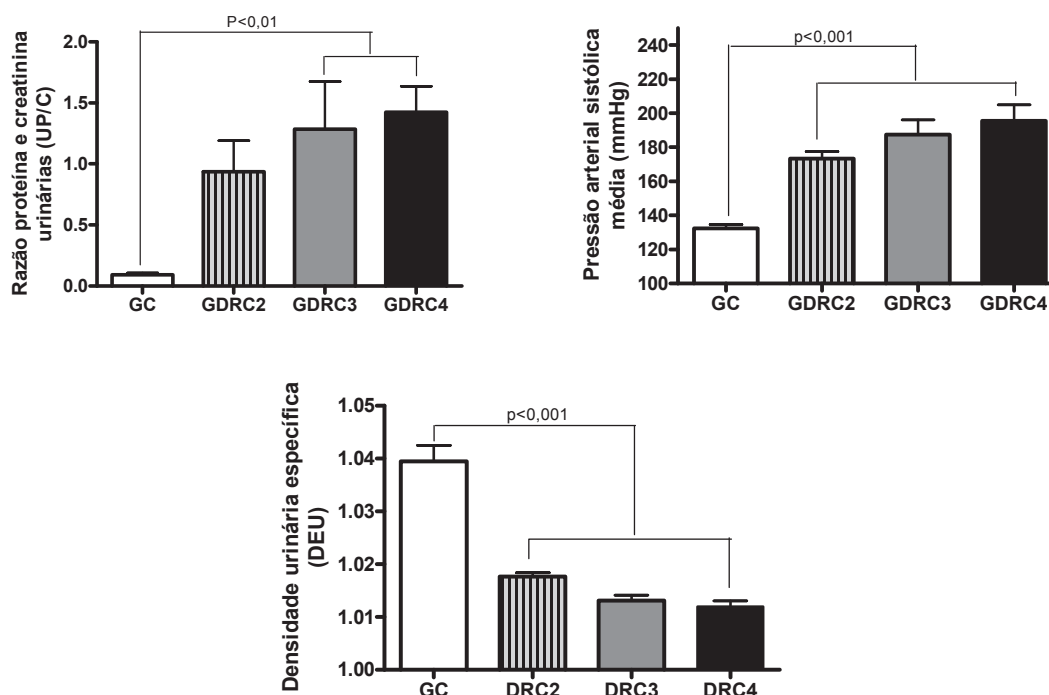 P<0,01
Razão proteína e creatinina
urinárias (UP/C)
2.0
1.5
1.0
0.5
0.0
GC GDRC2 GDRC3 GDRC4
p<0,001
Pressão arterial sistólica
média (mmHg)
240
220
200
180
160
140
120
100
GC GDRC2 GDRC3 GDRC4
p<0,001
Densidade urinária específica
(DEU)
1.05
1.04
1.03
1.02
1.01
1.00
GC DRC2 DRC3 DRC4